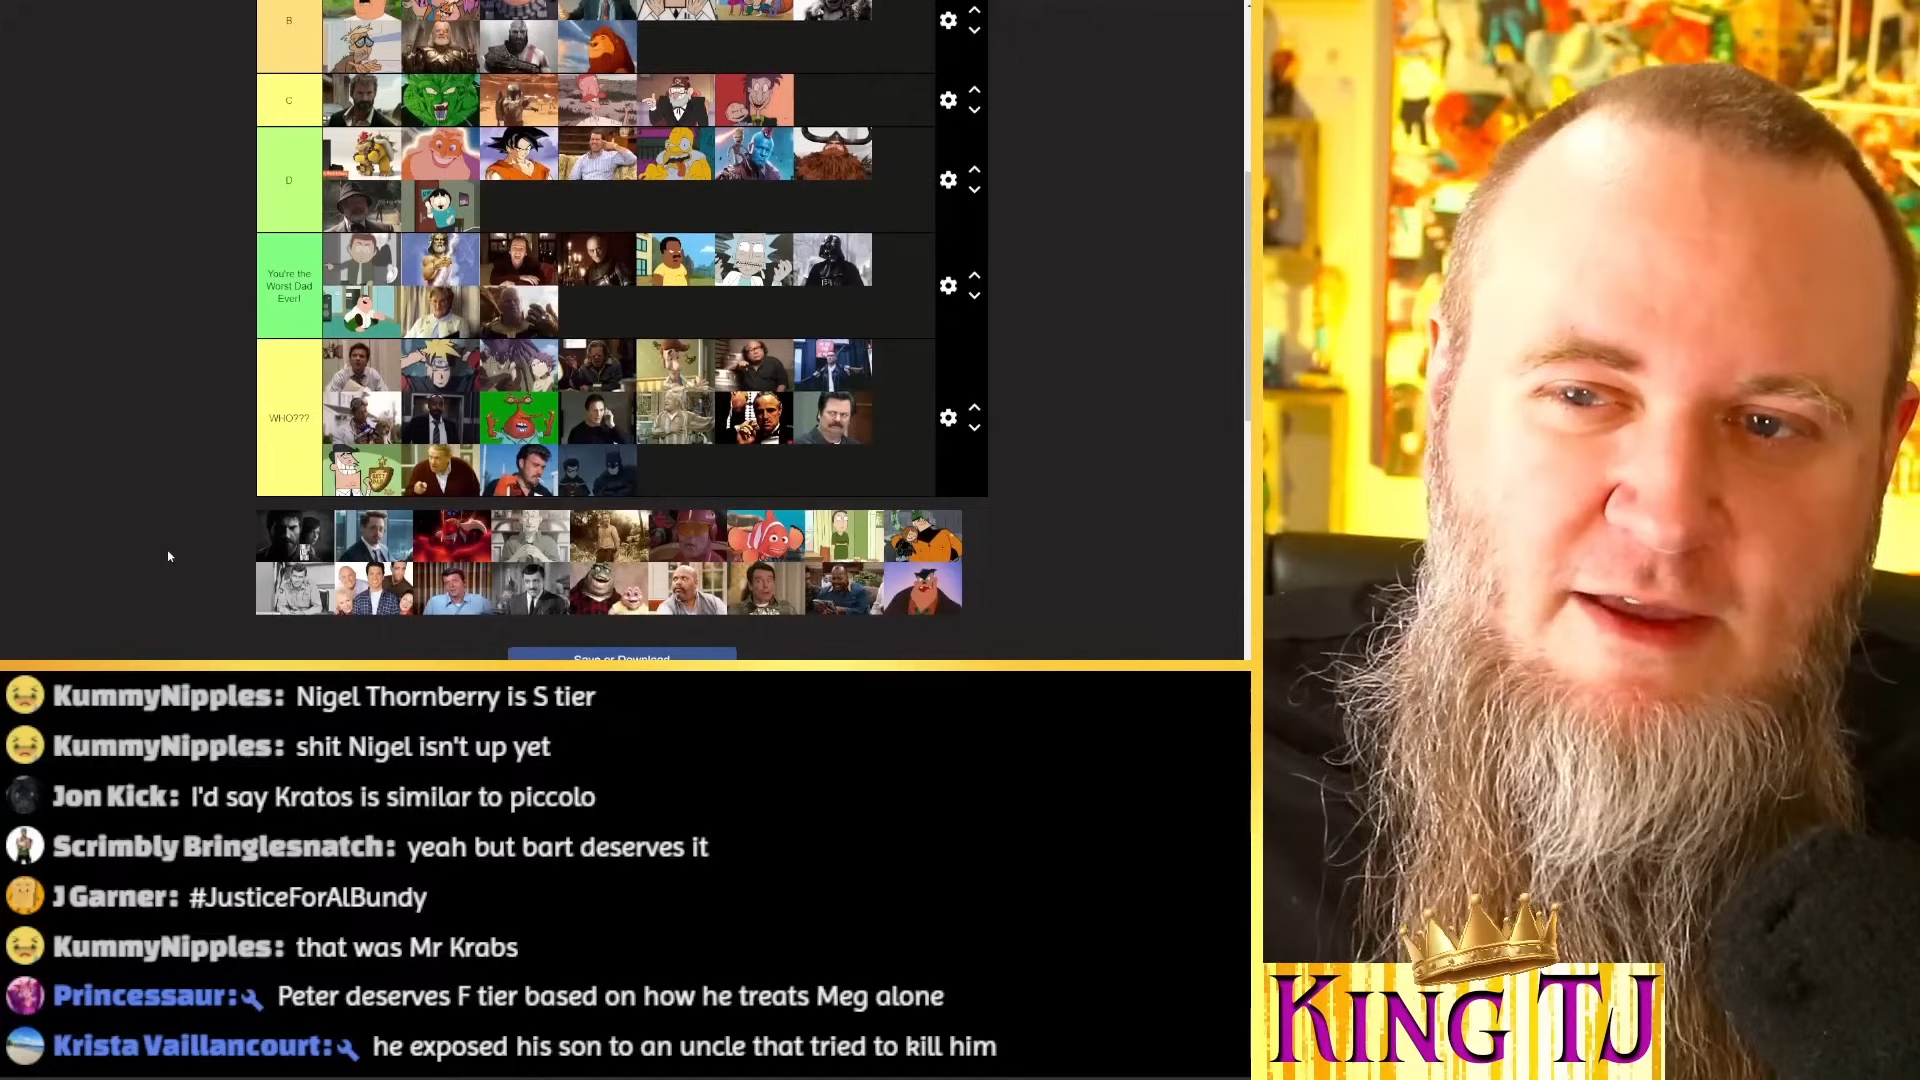 B
C
D
You're the
Worst Dad
Ever!
WHO???
Save or Download
KummyNipples: Nigel Thornberry is S tier
KummyNipples: shit Nigel isn't up yet
Jon Kick: I'd say Kratos is similar to piccolo
Scrimbly Bringlesnatch: yeah but bart deserves it
J Garner: #JusticeForAlBundy
KummyNipples: that was Mr Krabs
Princessaur: Peter deserves F tier based on how he treats Meg alone
Krista Vaillancourt: he exposed his son to an uncle that tried to kill him
KING TJ